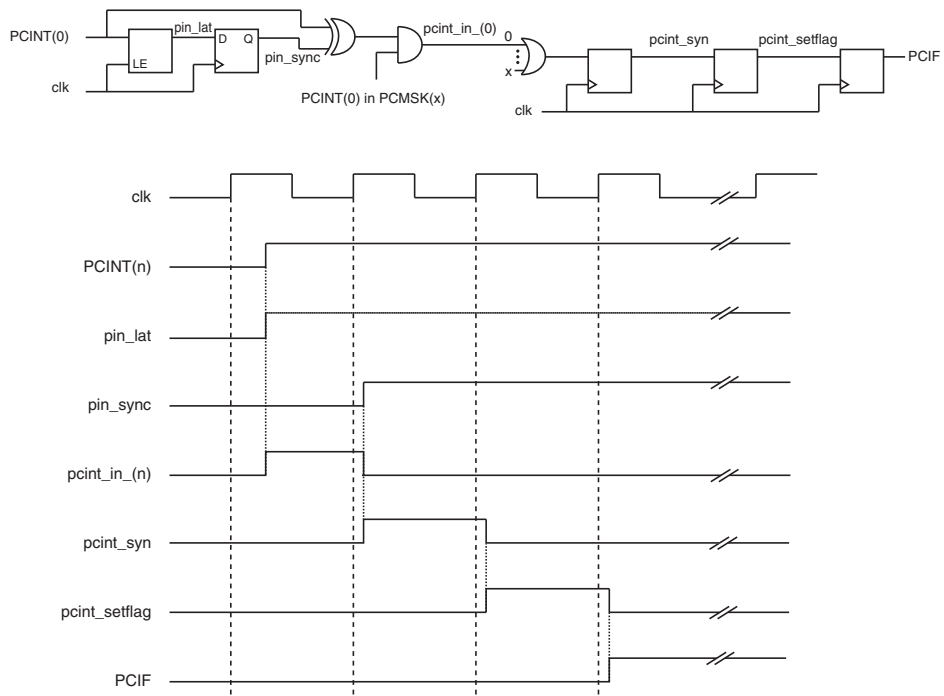 PCINT(0)
pin_lat
D Q
LE
pin_sync
clk
PCINT(0) in PCMSK(x)
pcint_in_(0)
0
x
clk
pcint_syn
pcint_setflag
PCIF
clk
PCINT(n)
pin_lat
pin_sync
pcint_in_(n)
pcint_syn
pcint_setflag
PCIF